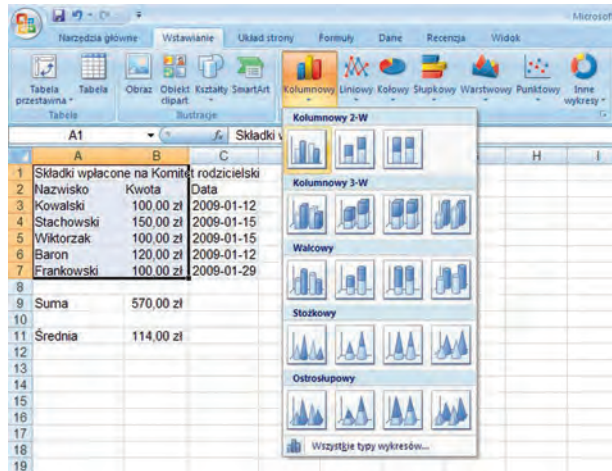 Microsof
Narzędzia główne Wstawianie Układ strony Formuły Dane Recenzja Widok
Tabela przestawna Tabela Obraz Obiekt clipart Kształty SmartArt Kolumnowy Liniowy Kołowy Słupkowy Warstwowy Punktowy Inne wykresy
Tabele Ilustracje
A1 fx Składki w
Kolumnowy 2-W
Kolumnowy 3-W
Walcowy
Stożkowy
Ostrosłupowy
Wszystkie typy wykresów...
A B C H I
1 Składki wpłacone na Komitet rodzicielski
2 Nazwisko Kwota Data
3 Kowalski 100,00 zł 2009-01-12
4 Stachowski 150,00 zł 2009-01-15
5 Wiktorzak 100,00 zł 2009-01-15
6 Baron 120,00 zł 2009-01-12
7 Frankowski 100,00 zł 2009-01-29
8
9 Suma 570,00 zł
10
11 Średnia 114,00 zł
12
13
14
15
16
17
18
19